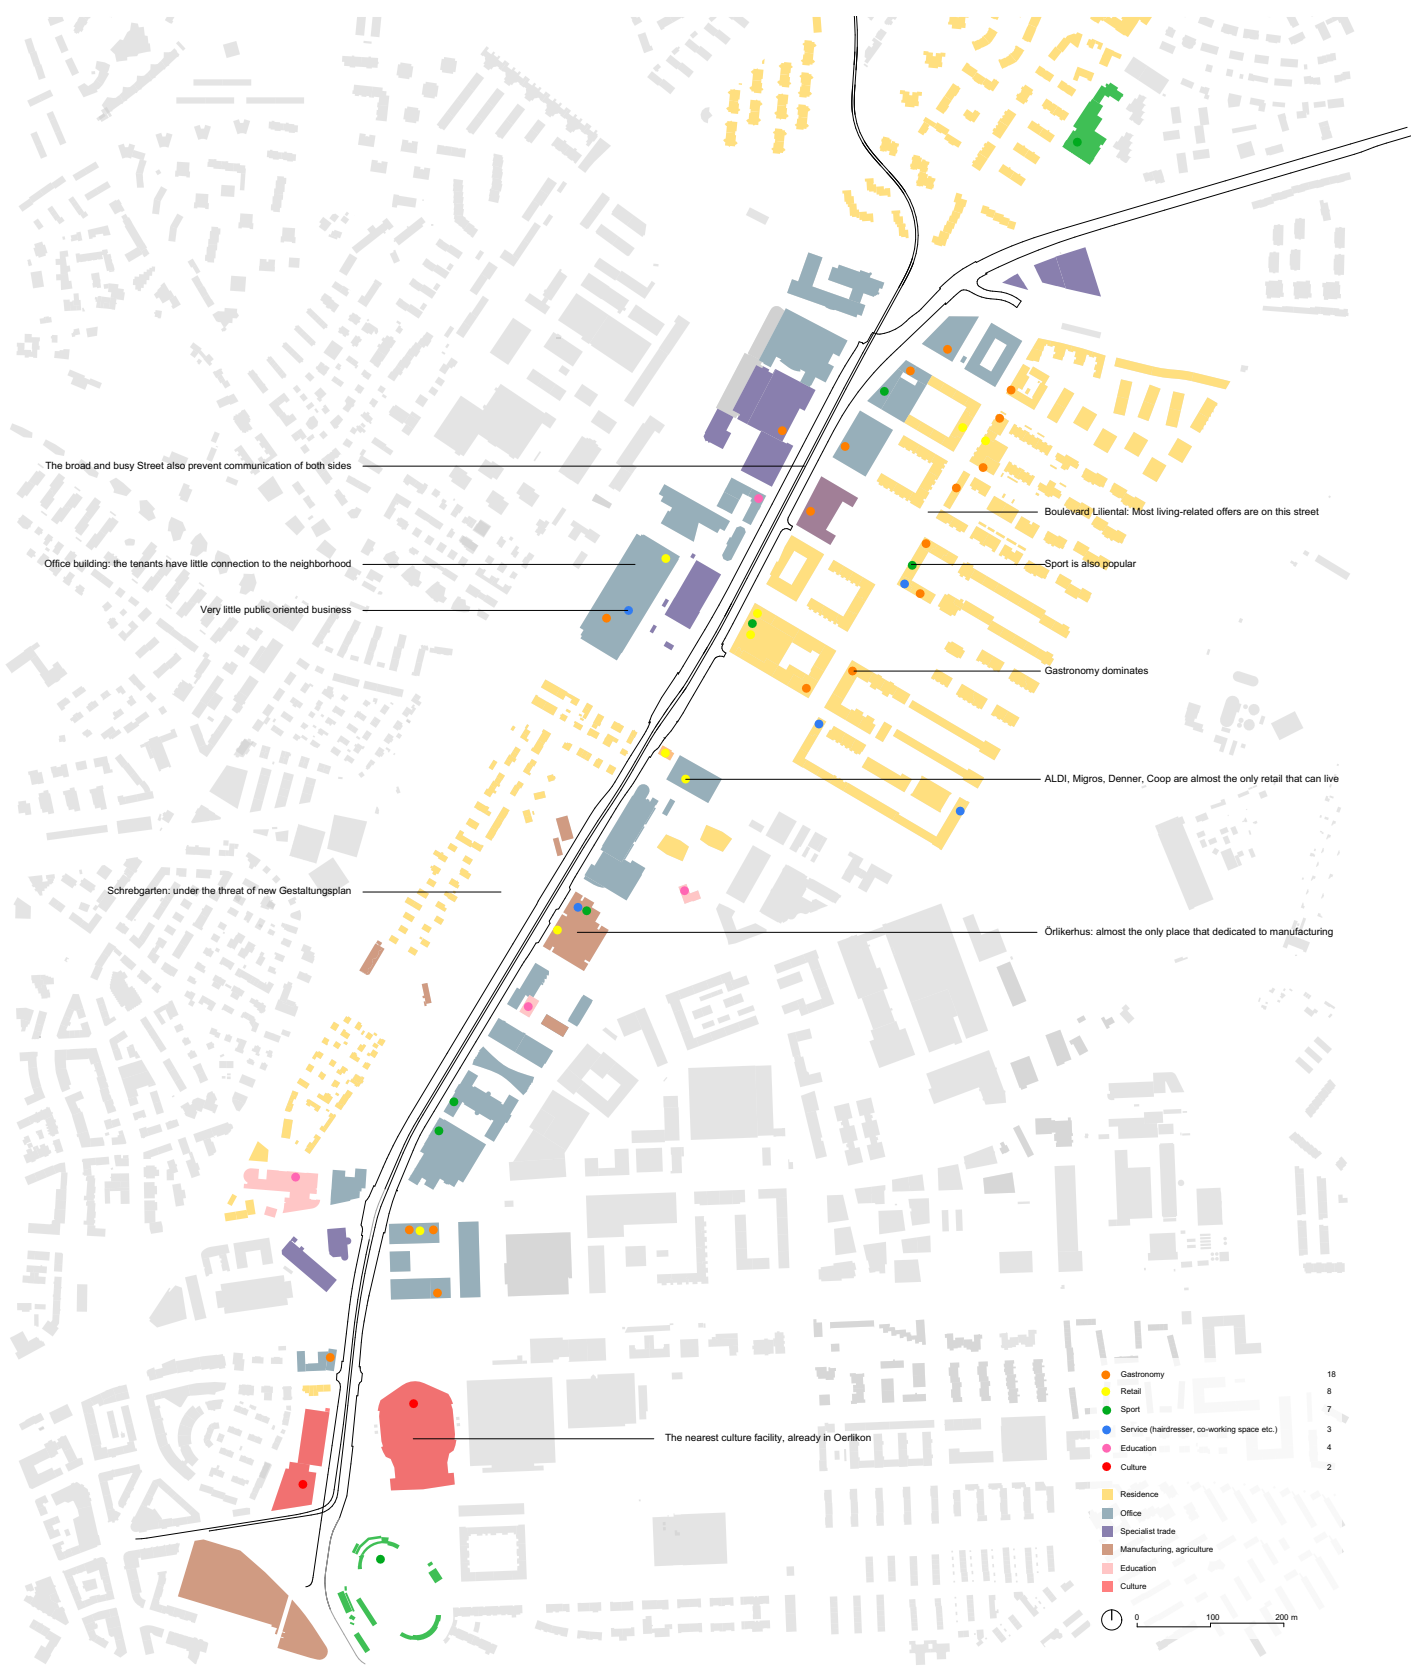 The broad and busy Street also prevent communication of both sides
Boulevard Liliental: Most living-related offers are on this street
Office building: the tenants have little connection to the neighborhood
Sport is also popular
Very little public oriented business
Gastronomy dominates
ALDI, Migros, Denner, Coop are almost the only retail that can live
Schrebgarten: under the threat of new Gestaltungsplan
Örlikerhus: almost the only place that dedicated to manufacturing
The nearest culture facility, already in Oerlikon
Gastronomy 18
Retail 8
Sport 7
Service (hairdresser, co-working space etc.) 3
Education 4
Culture 2
Residence
Office
Specialist trade
Manufacturing, agriculture
Education
Culture
0 100 200 m